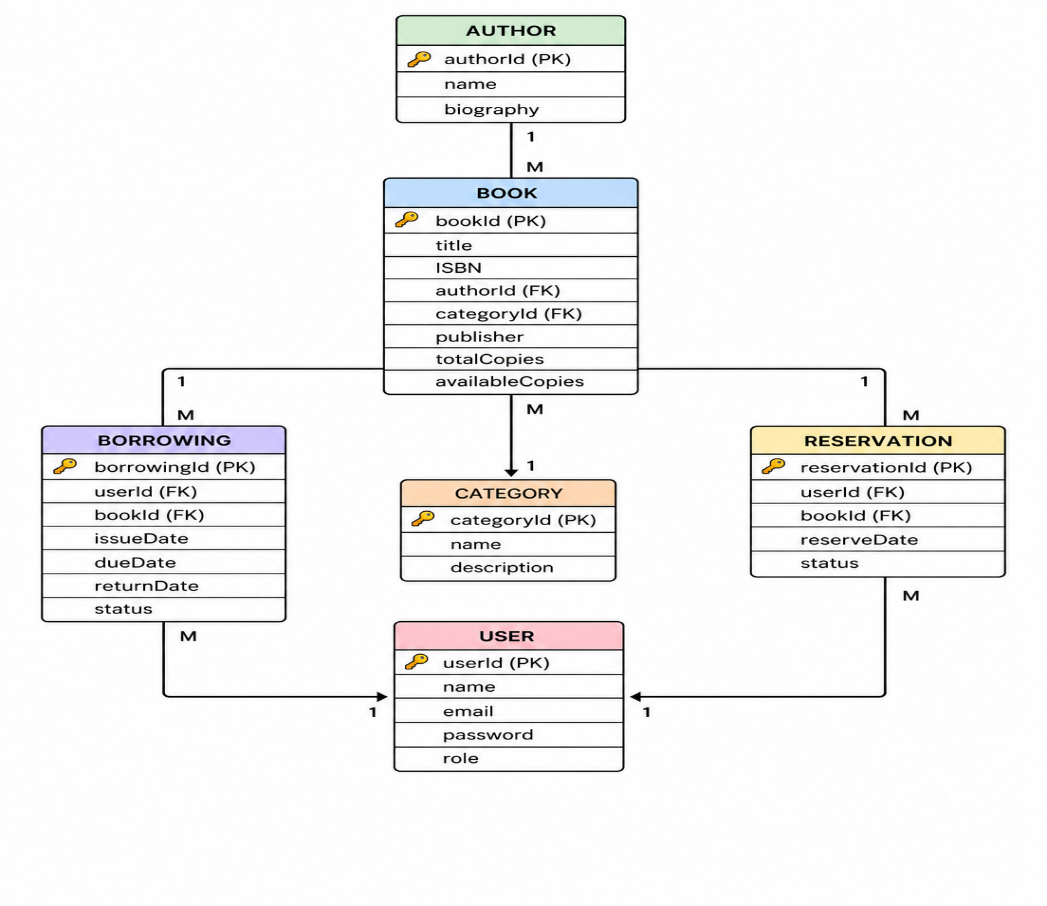 AUTHOR
authorId (PK)
name
biography
1
M
BOOK
bookId (PK)
title
ISBN
authorId (FK)
categoryId (FK)
publisher
totalCopies
availableCopies
1
M
1
M
M
1
BORROWING
borrowingId (PK)
userId (FK)
bookId (FK)
issueDate
dueDate
returnDate
status
CATEGORY
categoryId (PK)
name
description
RESERVATION
reservationId (PK)
userId (FK)
bookId (FK)
reserveDate
status
M
1
M
1
USER
userId (PK)
name
email
password
role